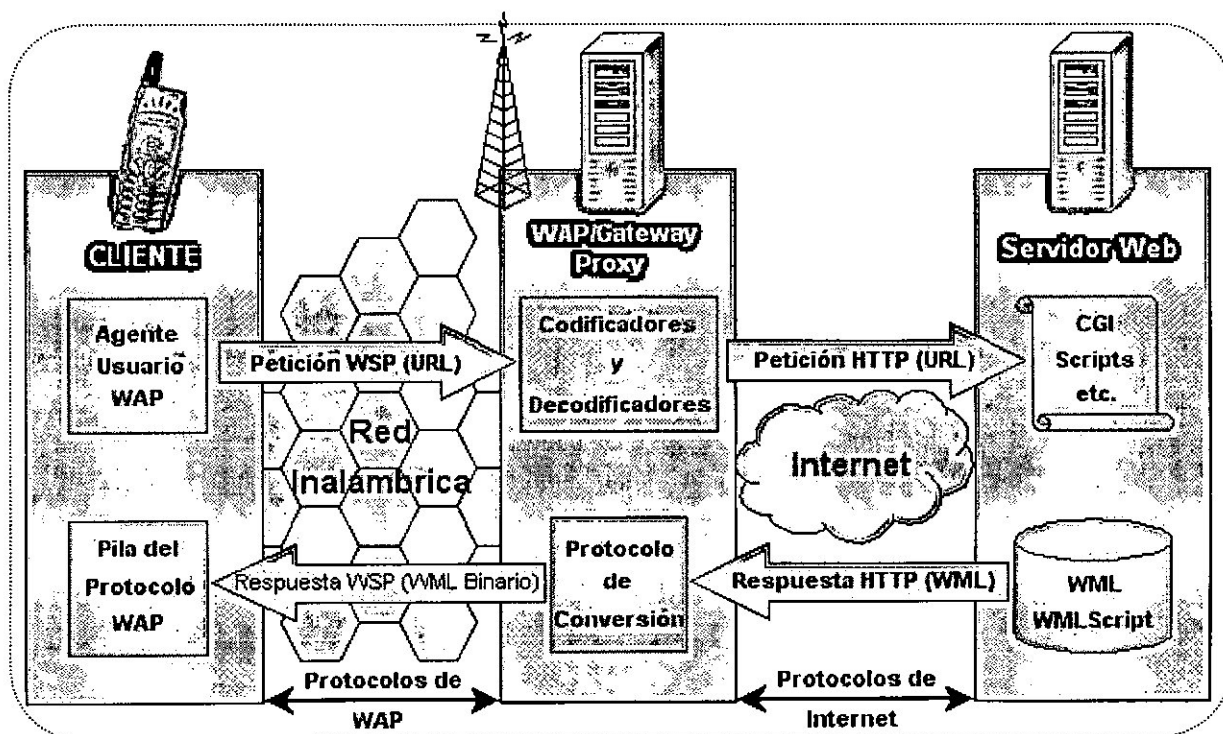 CLIENTE
WAP/Gateway
Proxy
Servidor Web
Agente
Usuario
WAP
Petición WSP (URL)
Codificadores
y
Decodificadores
Petición HTTP (URL)
CGI
Scripts
etc.
Red
Inalámbrica
Internet
Pila del
Protocolo
WAP
Respuesta WSP (WML Binario)
Protocolo
de
Conversión
Respuesta HTTP (WML)
WML
WMLScript
Protocolos de
WAP
Protocolos de
Internet